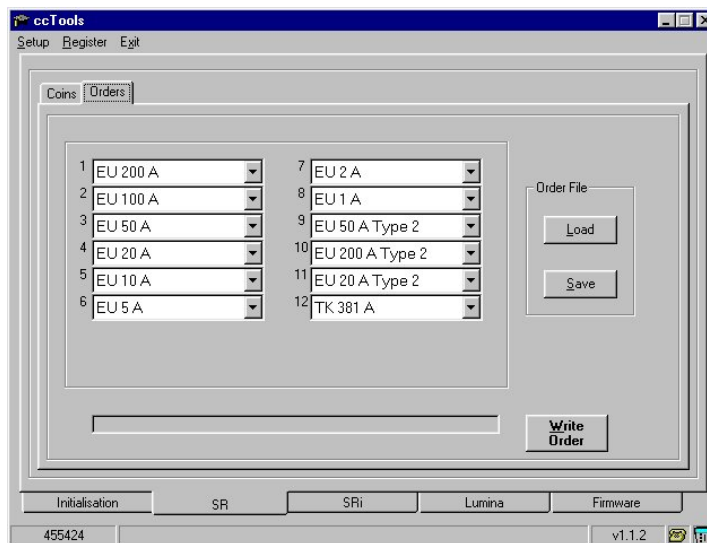 ccTools
Setup Register Exit
Coins Orders
1 EU 200 A
2 EU 100 A
3 EU 50 A
4 EU 20 A
5 EU 10 A
6 EU 5 A
7 EU 2 A
8 EU 1 A
9 EU 50 A Type 2
10 EU 200 A Type 2
11 EU 20 A Type 2
12 TK 381 A
Order File
Load
Save
Write
Order
Initialisation SR SRi Lumina Firmware
455424 v1.1.2